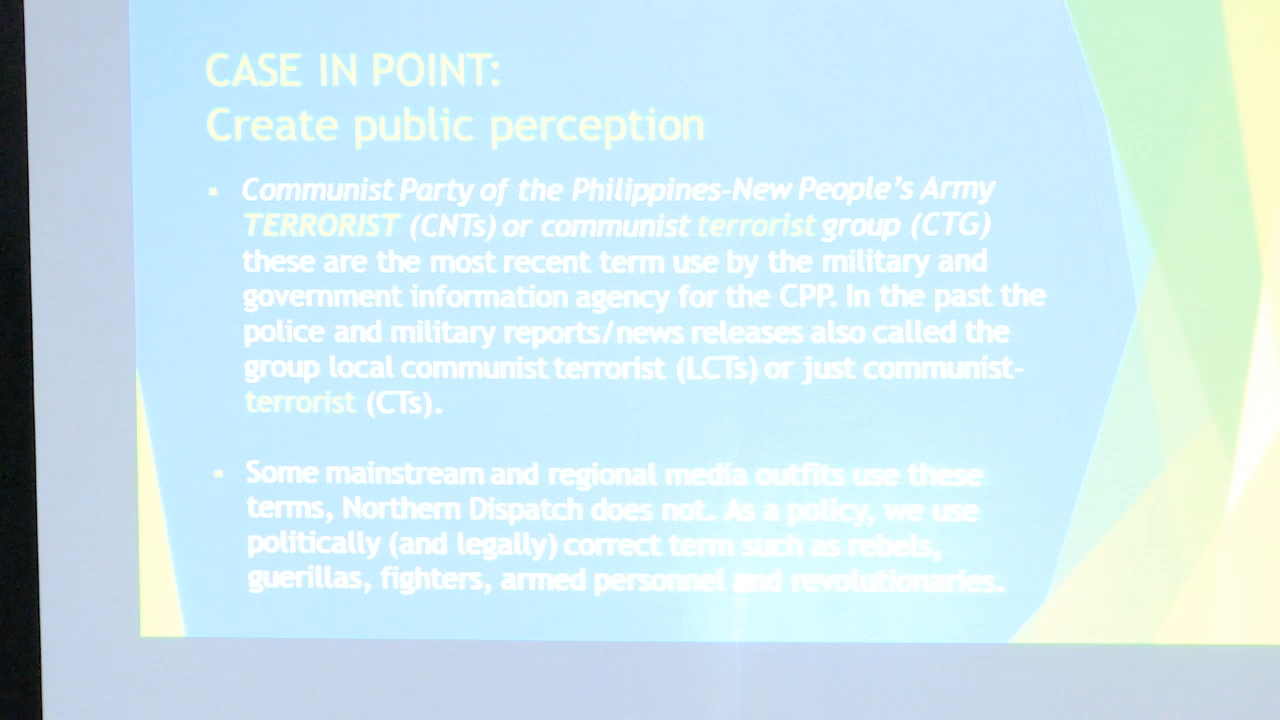 CASE IN POINT:
Create public perception
▪ Communist Party of the Philippines-New People's Army
TERRORIST (CNTs) or communist terrorist group (CTG)
these are the most recent term use by the military and
government information agency for the CPP. In the past the
police and military reports/news releases also called the
group local communist terrorist (LCTs) or just communist-
terrorist (CTs).
▪ Some mainstream and regional media outfits use these
terms, Northern Dispatch does not. As a policy, we use
politically (and legally) correct term such as rebels,
guerillas, fighters, armed personnel and revolutionaries.